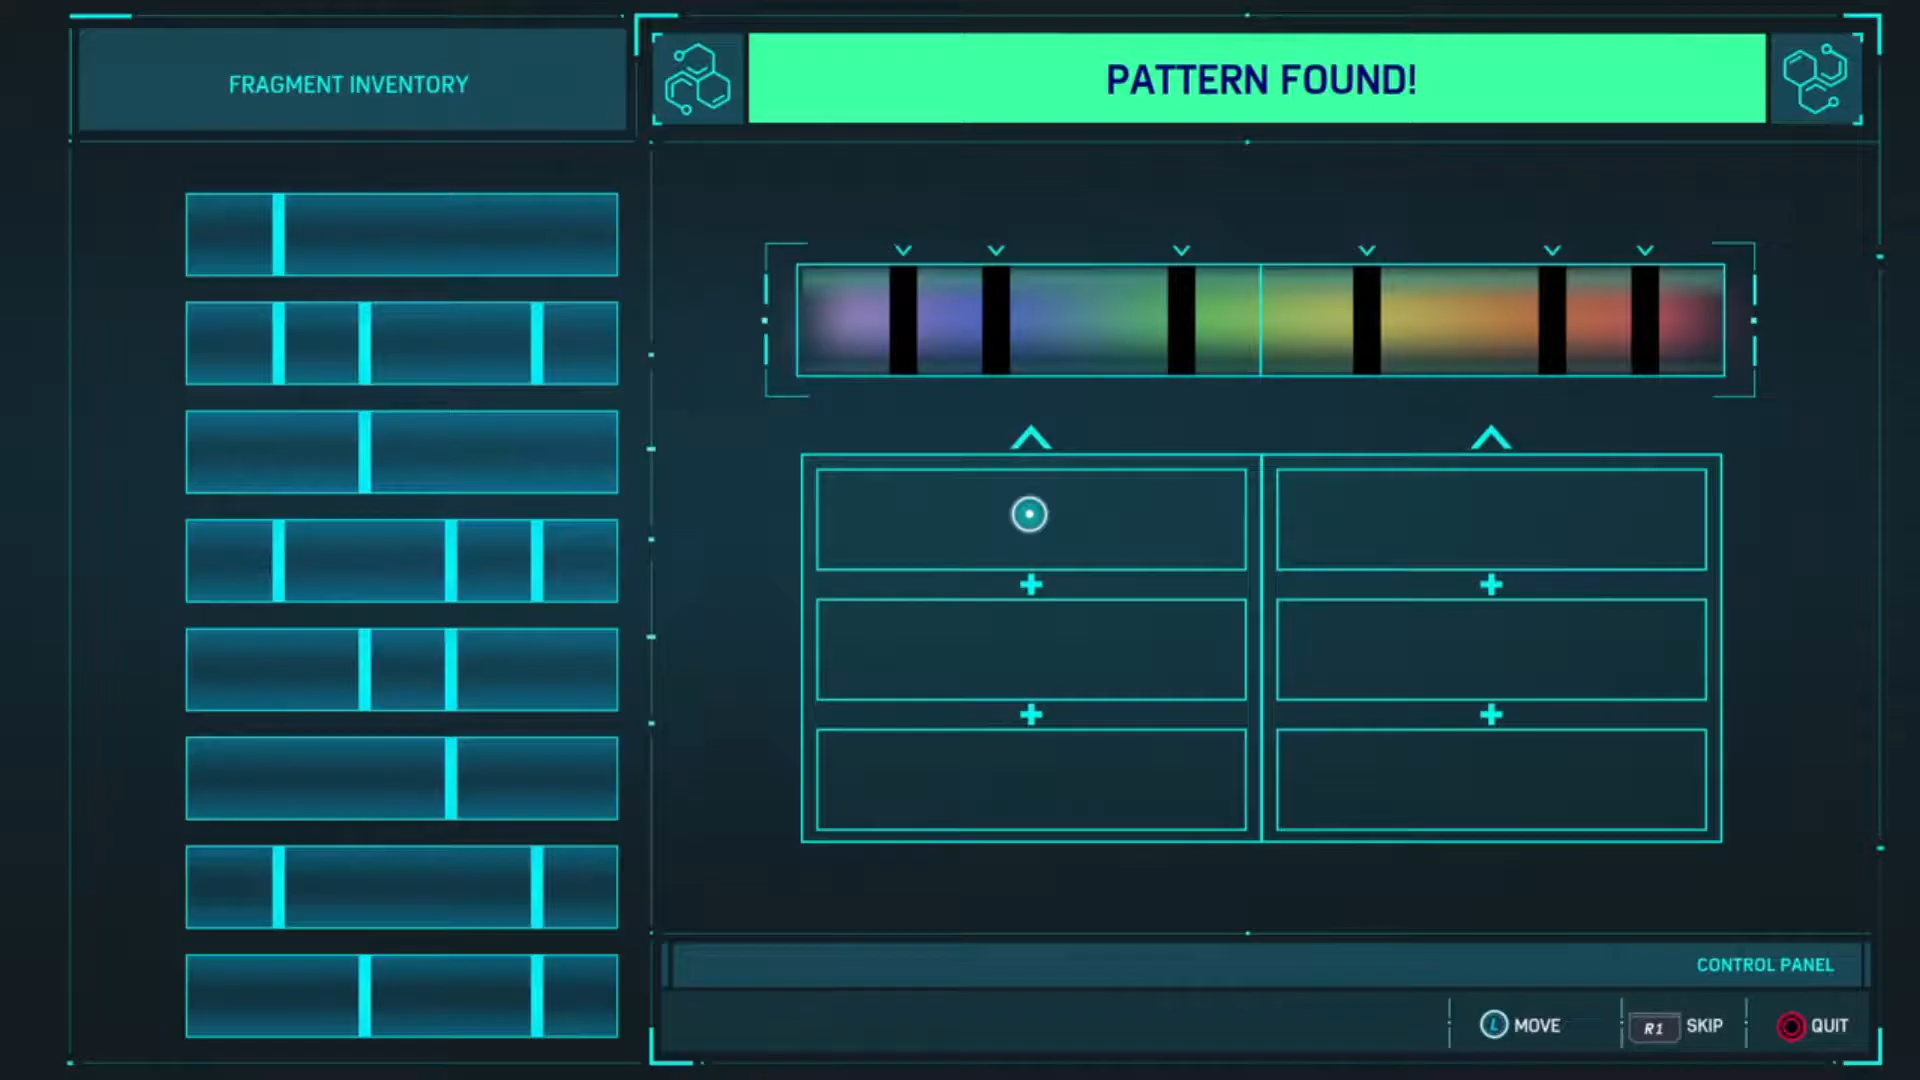 FRAGMENT INVENTORY
PATTERN FOUND!
CONTROL PANEL
L MOVE
R1 SKIP
QUIT